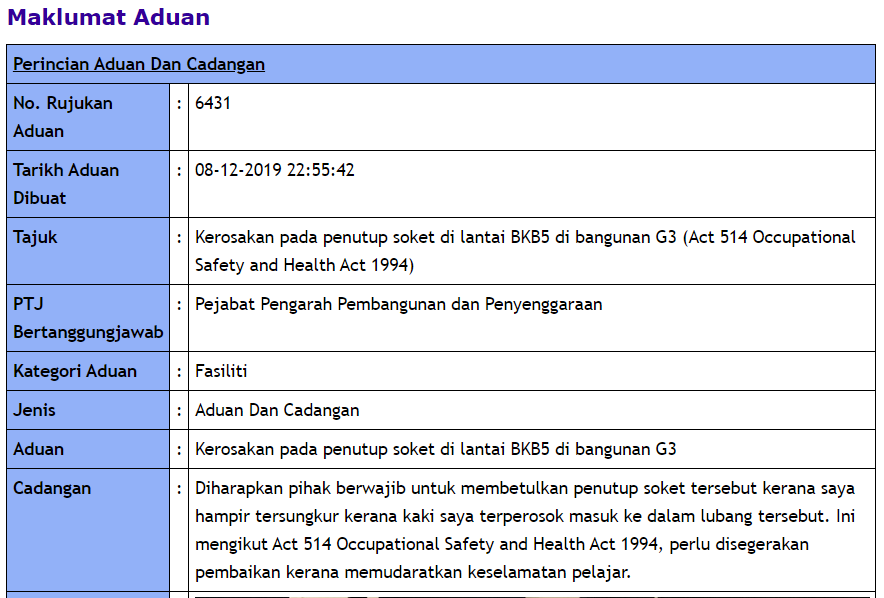 Maklumat Aduan
Perincian Aduan Dan Cadangan
No. Rujukan Aduan : 6431
Tarikh Aduan Dibuat : 08-12-2019 22:55:42
Tajuk : Kerosakan pada penutup soket di lantai BKB5 di bangunan G3 (Act 514 Occupational
Safety and Health Act 1994)
PTJ Bertanggungjawab : Pejabat Pengarah Pembangunan dan Penyenggaraan
Kategori Aduan : Fasiliti
Jenis : Aduan Dan Cadangan
Aduan : Kerosakan pada penutup soket di lantai BKB5 di bangunan G3
Cadangan : Diharapkan pihak berwajib untuk membetulkan penutup soket tersebut kerana saya
hampir tersungkur kerana kaki saya terperosok masuk ke dalam lubang tersebut. Ini
mengikut Act 514 Occupational Safety and Health Act 1994, perlu disegerakan
pembaikan kerana memudaratkan keselamatan pelajar.